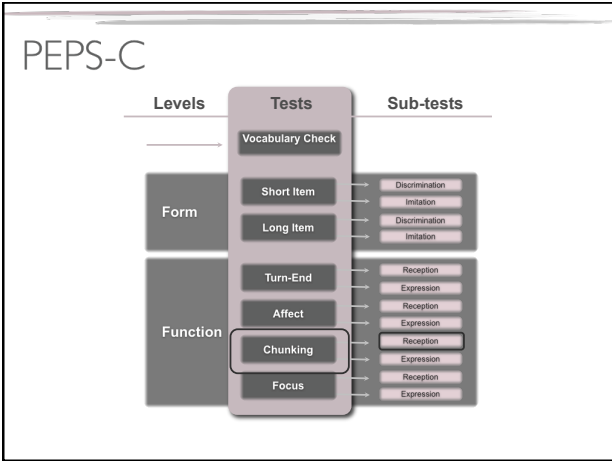 PEPS-C
Levels Tests Sub-tests
Vocabulary Check
Form
Short Item
Discrimination
Imitation
Long Item
Discrimination
Imitation
Function
Turn-End
Reception
Expression
Affect
Reception
Expression
Chunking
Reception
Expression
Focus
Reception
Expression